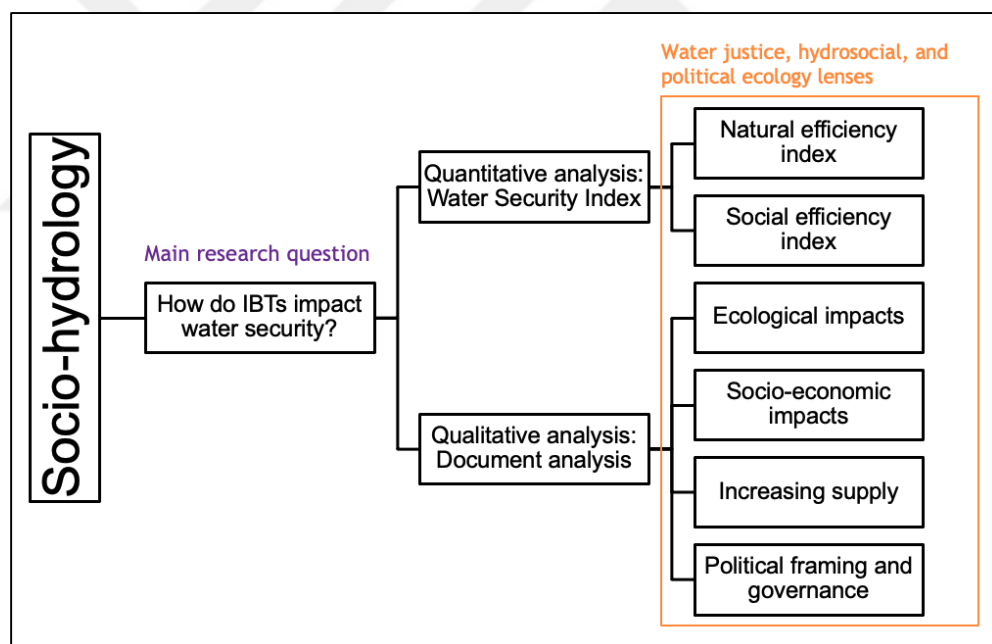 Water justice, hydrosocial, and
political ecology lenses
Socio-hydrology
Main research question
How do IBTs impact
water security?
Quantitative analysis:
Water Security Index
Natural efficiency
index
Social efficiency
index
Qualitative analysis:
Document analysis
Ecological impacts
Socio-economic
impacts
Increasing supply
Political framing and
governance